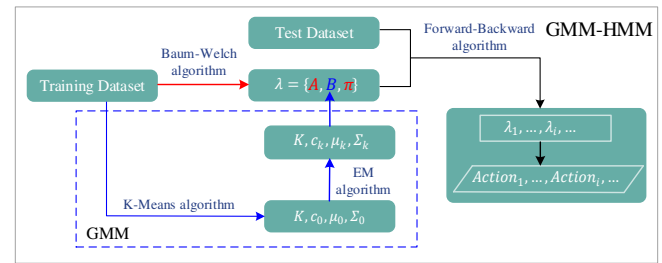 Test Dataset
Forward-Backward
algorithm
GMM-HMM
Baum-Welch
algorithm
Training Dataset
λ = {A, B, π}
λ₁, ..., λᵢ, ...
K, cₖ, μₖ, Σₖ
Action₁, ..., Actionᵢ, ...
EM
algorithm
K-Means algorithm
K, c₀, μ₀, Σ₀
GMM